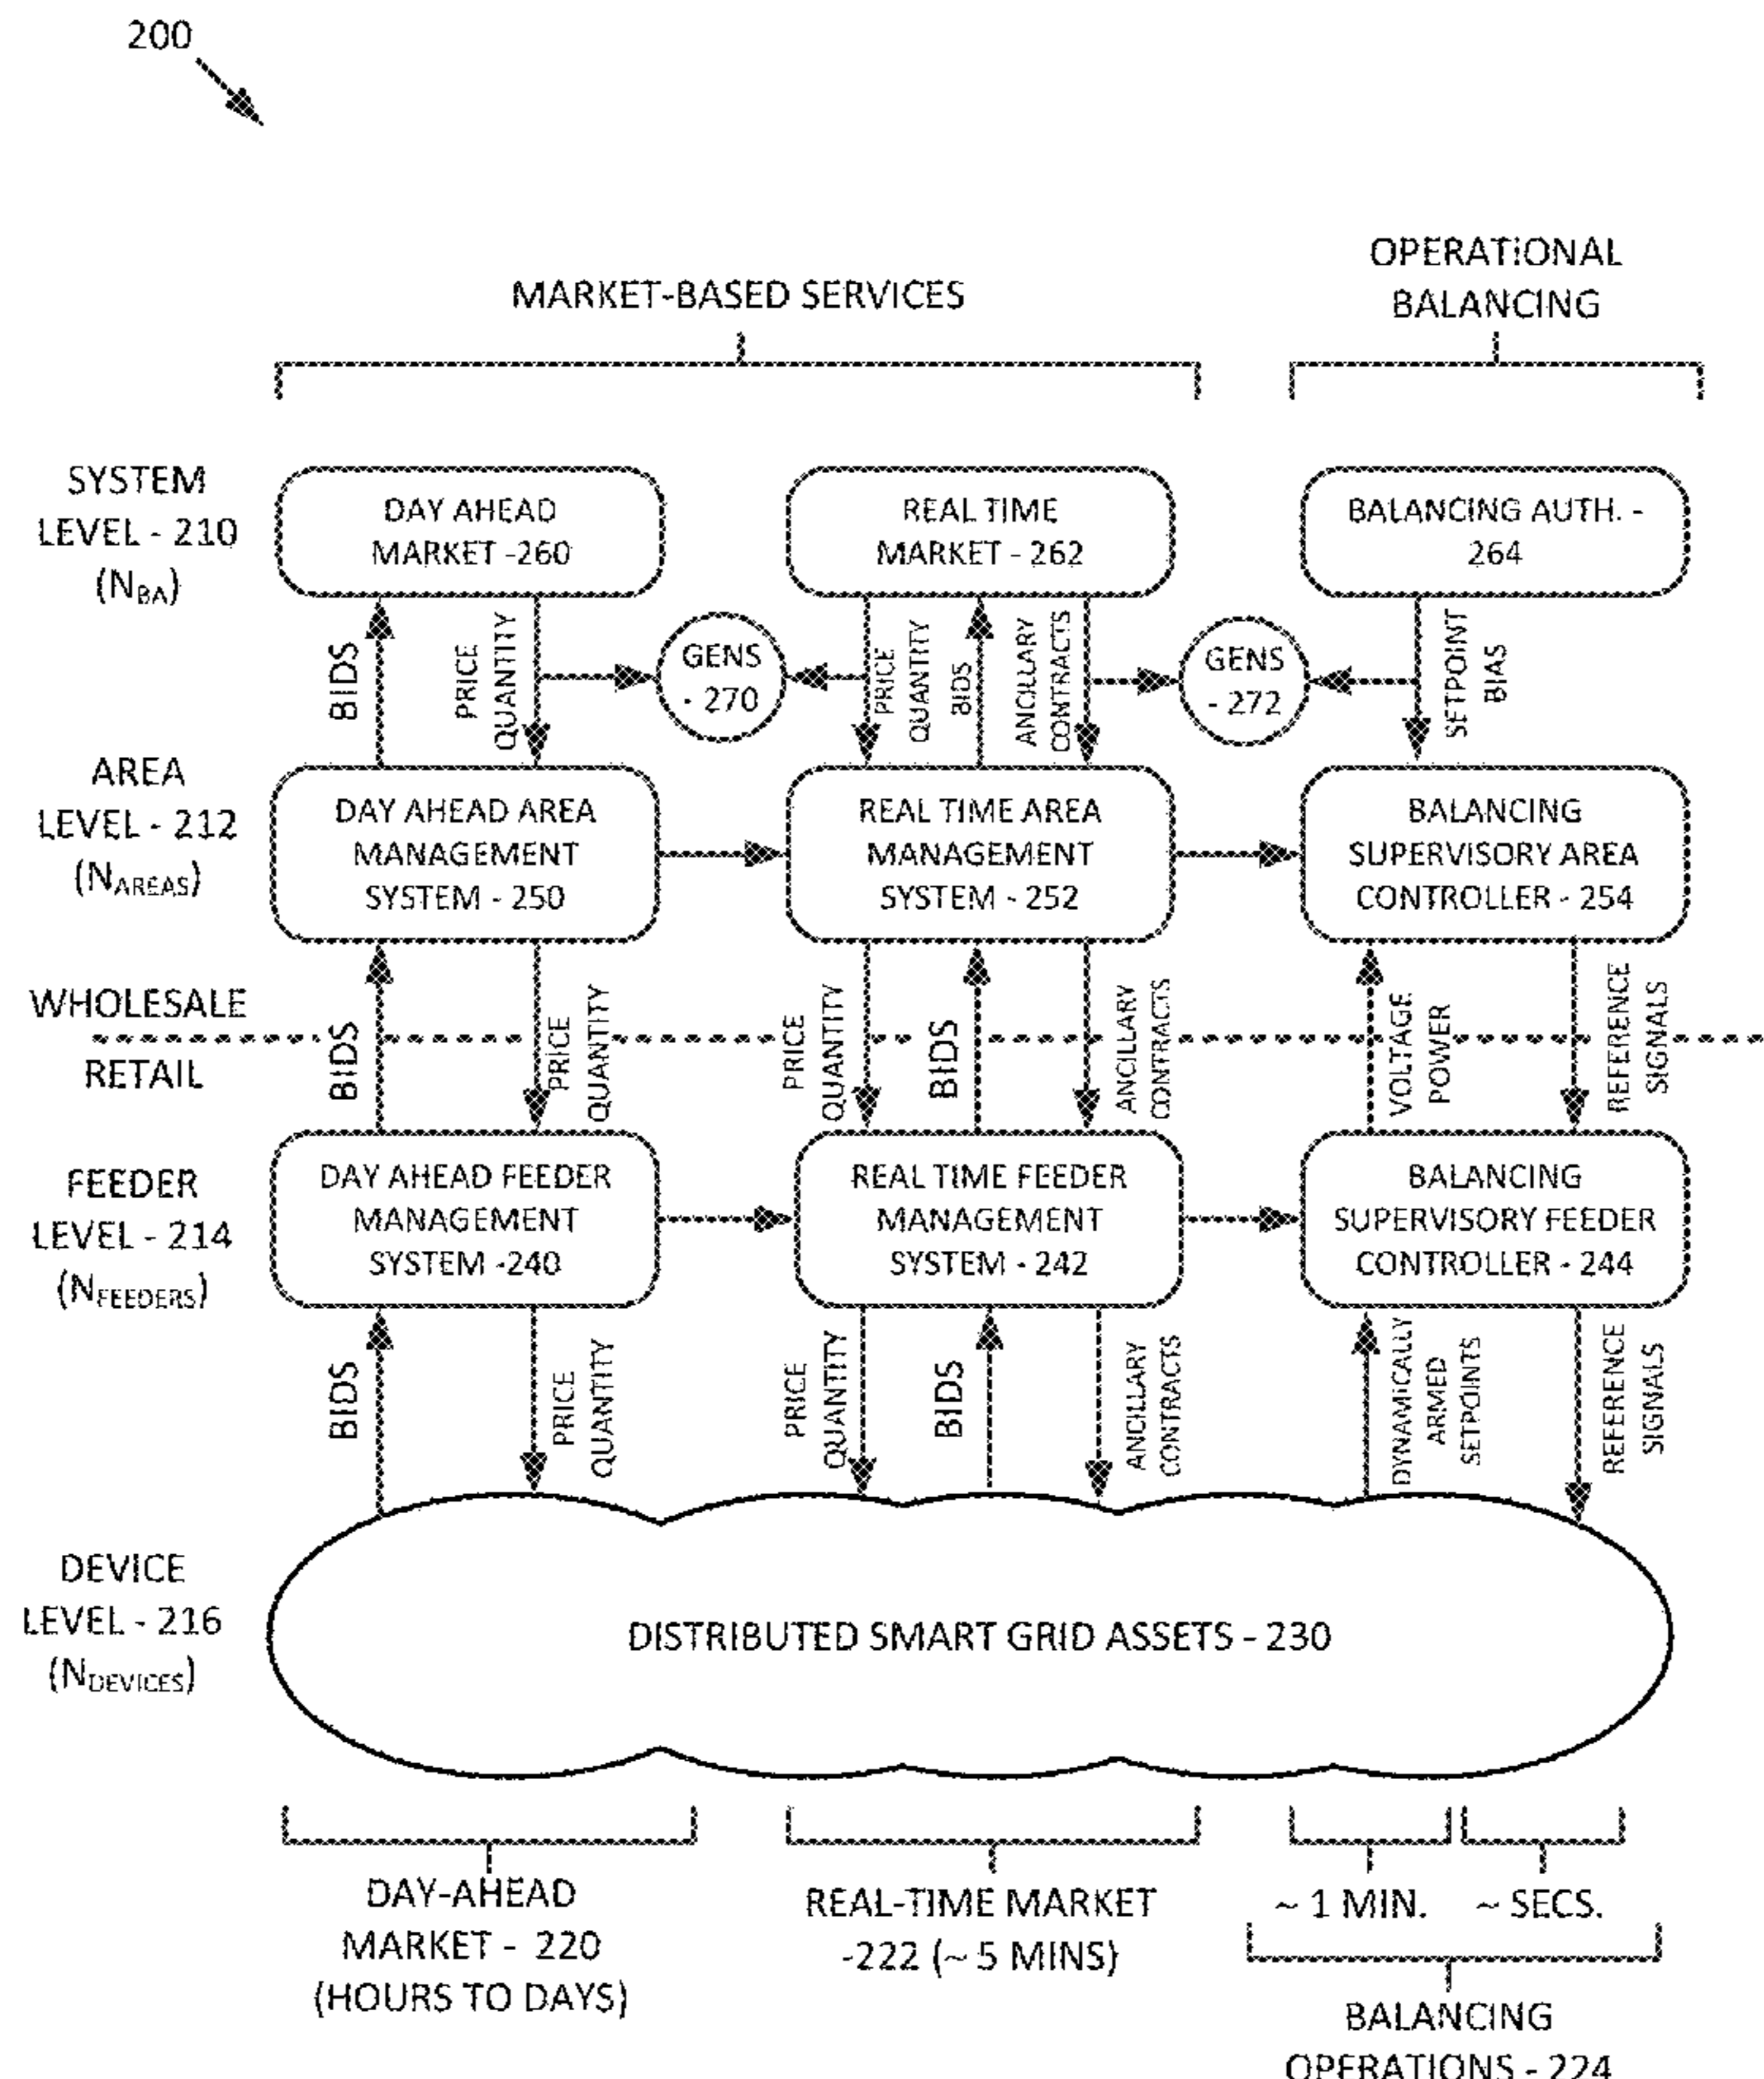 200
OPERATIONAL
BALANCING
MARKET-BASED SERVICES
SYSTEM
LEVEL - 210
(NBA)
DAY AHEAD
MARKET -260
REAL TIME
MARKET - 262
BALANCING AUTH. -
264
BIDS
PRICE
QUANTITY
GENS
- 270
PRICE
QUANTITY
BIDS
ANCILLARY
CONTRACTS
GENS
- 272
SETPOINT
BIAS
AREA
LEVEL - 212
(NAREAS)
DAY AHEAD AREA
MANAGEMENT
SYSTEM - 250
REAL TIME AREA
MANAGEMENT
SYSTEM - 252
BALANCING
SUPERVISORY AREA
CONTROLLER - 254
WHOLESALE
RETAIL
BIDS
PRICE
QUANTITY
PRICE
QUANTITY
BIDS
ANCILLARY
CONTRACTS
VOLTAGE
POWER
REFERENCE
SIGNALS
FEEDER
LEVEL - 214
(NFEEDERS)
DAY AHEAD FEEDER
MANAGEMENT
SYSTEM -240
REAL TIME FEEDER
MANAGEMENT
SYSTEM - 242
BALANCING
SUPERVISORY FEEDER
CONTROLLER - 244
BIDS
PRICE
QUANTITY
PRICE
QUANTITY
BIDS
ANCILLARY
CONTRACTS
DYNAMICALLY
ARMED
SETPOINTS
REFERENCE
SIGNALS
DEVICE
LEVEL - 216
(NDEVICES)
DISTRIBUTED SMART GRID ASSETS - 230
DAY-AHEAD
MARKET - 220
(HOURS TO DAYS)
REAL-TIME MARKET
-222 (~ 5 MINS)
~ 1 MIN.
~ SECS.
BALANCING
OPERATIONS - 224